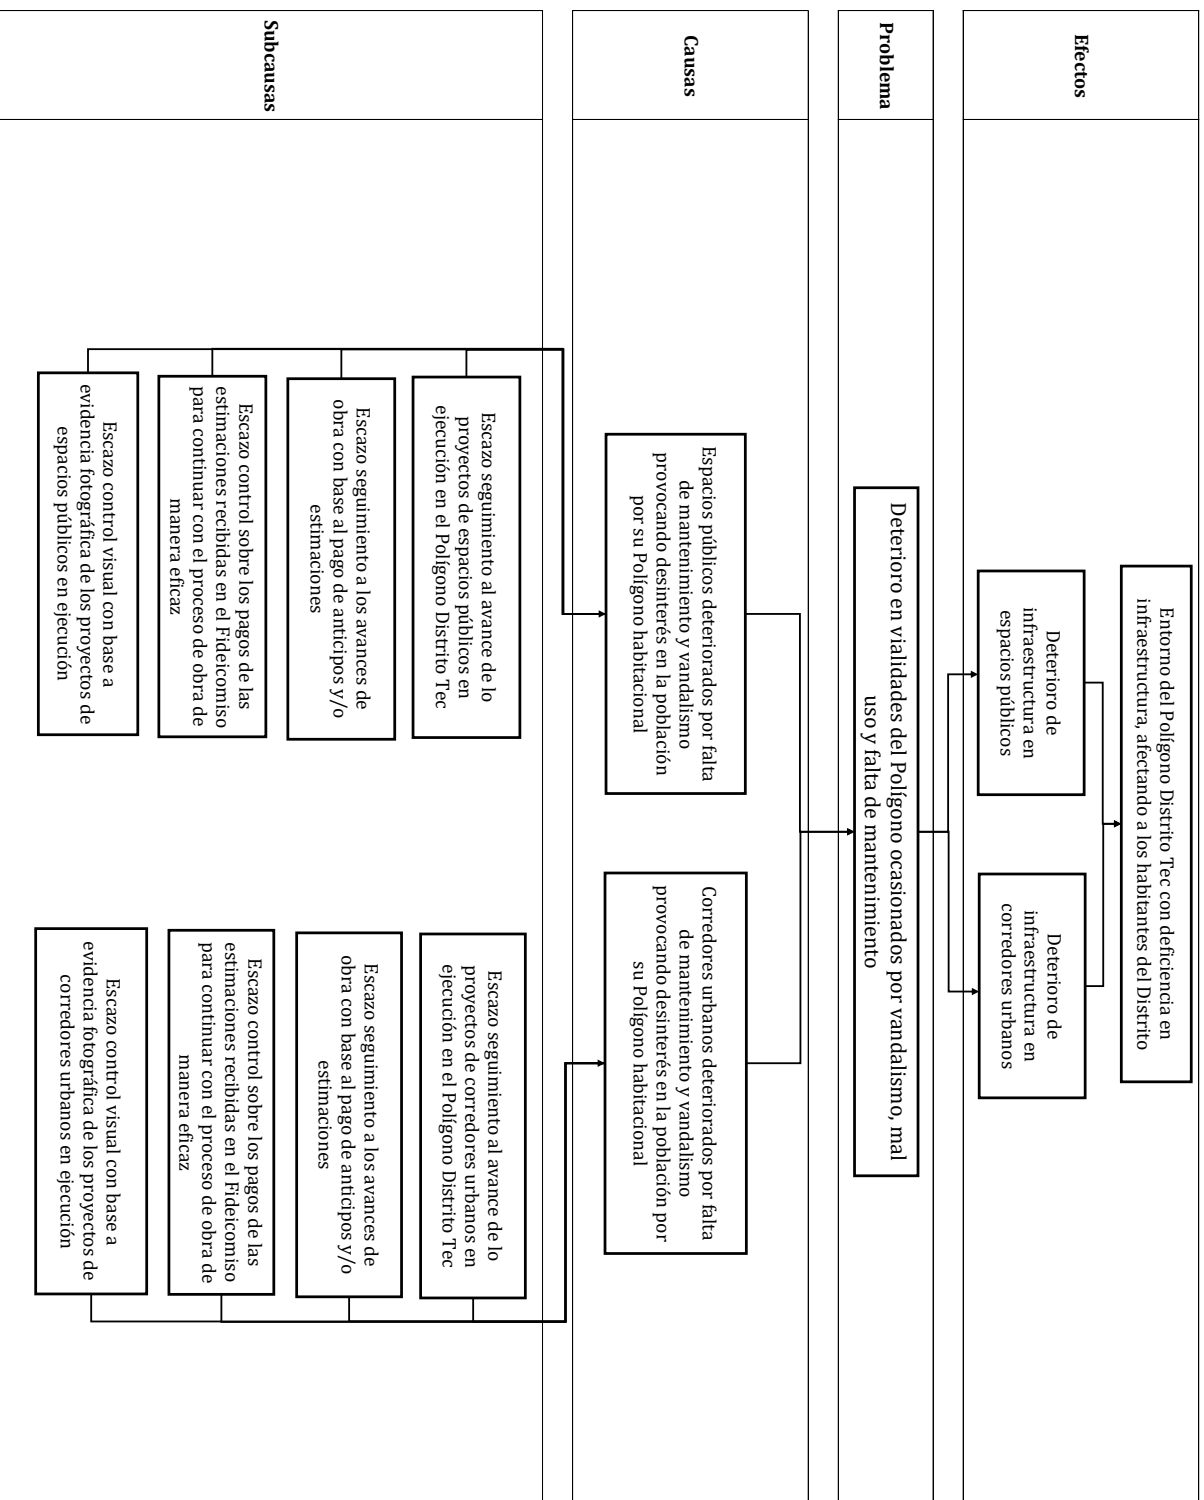 Efectos
Entorno del Polígono Distrito Tec con deficiencia en
infraestructura, afectando a los habitantes del Distrito
Deterioro de
infraestructura en
espacios públicos
Deterioro de
infraestructura en
corredores urbanos
Problema
Deterioro en vialidades del Polígono ocasionados por vandalismo, mal
uso y falta de mantenimiento
Causas
Espacios públicos deteriorados por falta
de mantenimiento y vandalismo
provocando desinterés en la población
por su Polígono habitacional
Corredores urbanos deteriorados por falta
de mantenimiento y vandalismo
provocando desinterés en la población por
su Polígono habitacional
Subcausas
Escazo seguimiento al avance de lo
proyectos de espacios públicos en
ejecución en el Polígono Distrito Tec
Escazo seguimiento a los avances de
obra con base al pago de anticipos y/o
estimaciones
Escazo control sobre los pagos de las
estimaciones recibidas en el Fideicomiso
para continuar con el proceso de obra de
manera eficaz
Escazo control visual con base a
evidencia fotográfica de los proyectos de
espacios públicos en ejecución
Escazo seguimiento al avance de lo
proyectos de corredores urbanos en
ejecución en el Polígono Distrito Tec
Escazo seguimiento a los avances de
obra con base al pago de anticipos y/o
estimaciones
Escazo control sobre los pagos de las
estimaciones recibidas en el Fideicomiso
para continuar con el proceso de obra de
manera eficaz
Escazo control visual con base a
evidencia fotográfica de los proyectos de
corredores urbanos en ejecución